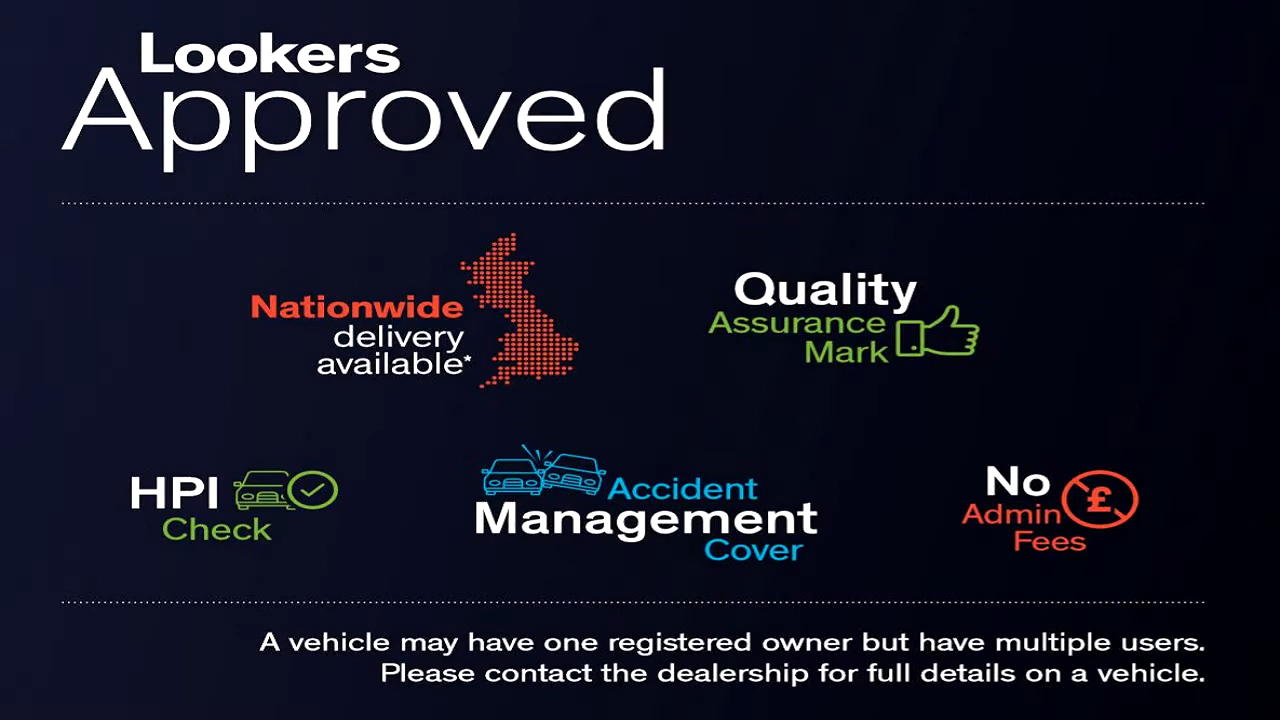 Lookers
Approved
Nationwide
delivery
available*
Quality
Assurance
Mark
HPI
Check
Accident
Management
Cover
No
Admin
£
Fees
A vehicle may have one registered owner but have multiple users.
Please contact the dealership for full details on a vehicle.